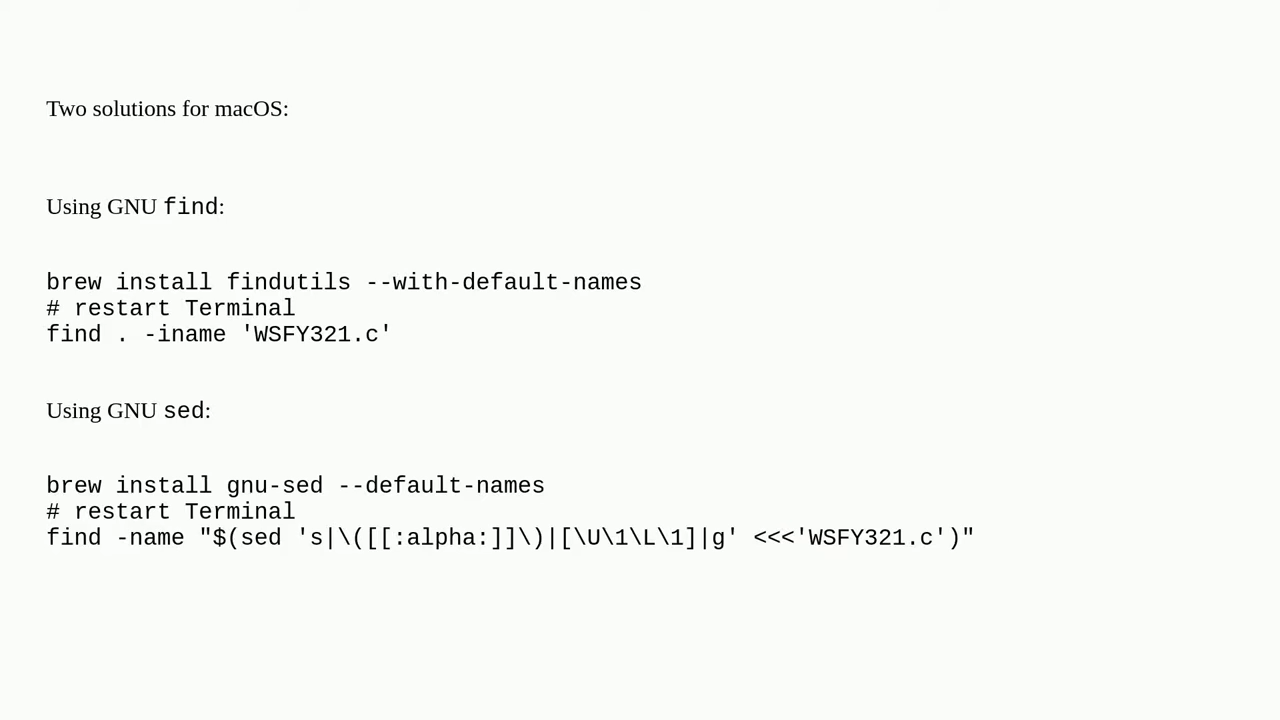 Two solutions for macOS:
Using GNU find:
brew install findutils --with-default-names
# restart Terminal
find . -iname 'WSFY321.c'
Using GNU sed:
brew install gnu-sed --default-names
# restart Terminal
find -name "$(sed 's|\([[:alpha:]]\)|[\U\1\L\1]|g' <<<'WSFY321.c')"